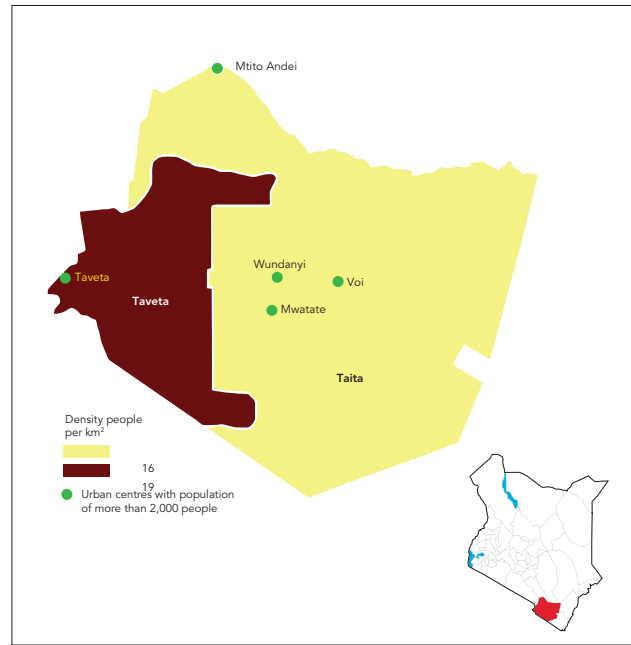 Mtito Andei
Wundanyi
Taveta
Voi
Taveta
Mwatate
Taita
Density people
per km²
16
19
Urban centres with population
of more than 2,000 people